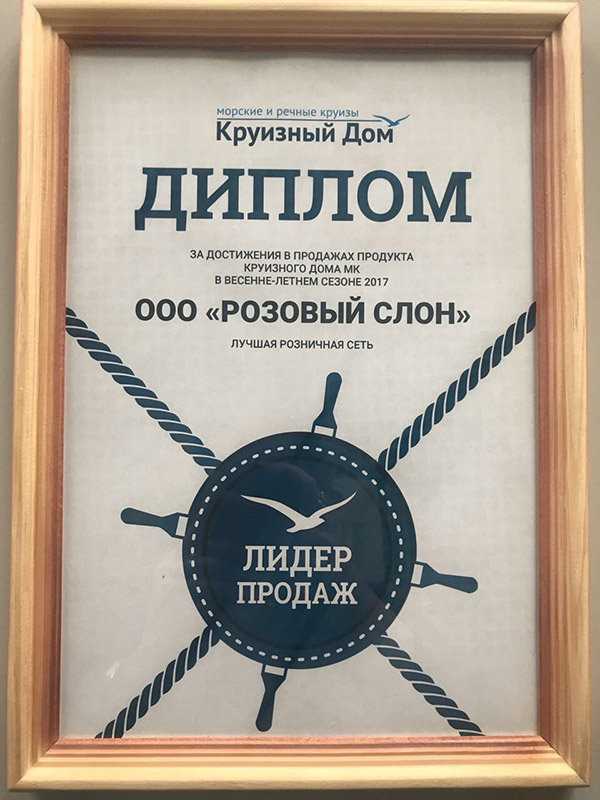 морские и речные круизы
Круизный Дом
ДИПЛОМ
ЗА ДОСТИЖЕНИЯ В ПРОДАЖАХ ПРОДУКТА
КРУИЗНОГО ДОМА МК
В ВЕСЕННЕ-ЛЕТНЕМ СЕЗОНЕ 2017
ООО «РОЗОВЫЙ СЛОН»
ЛУЧШАЯ РОЗНИЧНАЯ СЕТЬ
ЛИДЕР
ПРОДАЖ